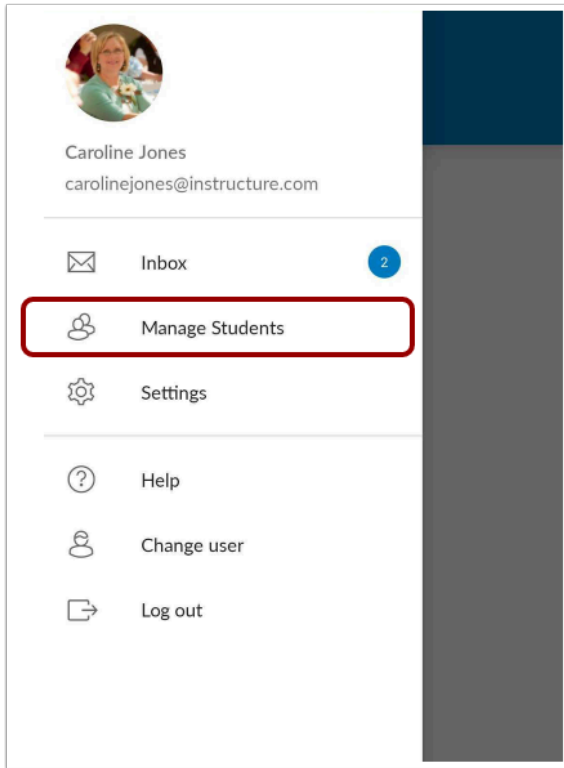 Caroline Jones
carolinejones@instructure.com
Inbox
2
Manage Students
Settings
Help
Change user
Log out